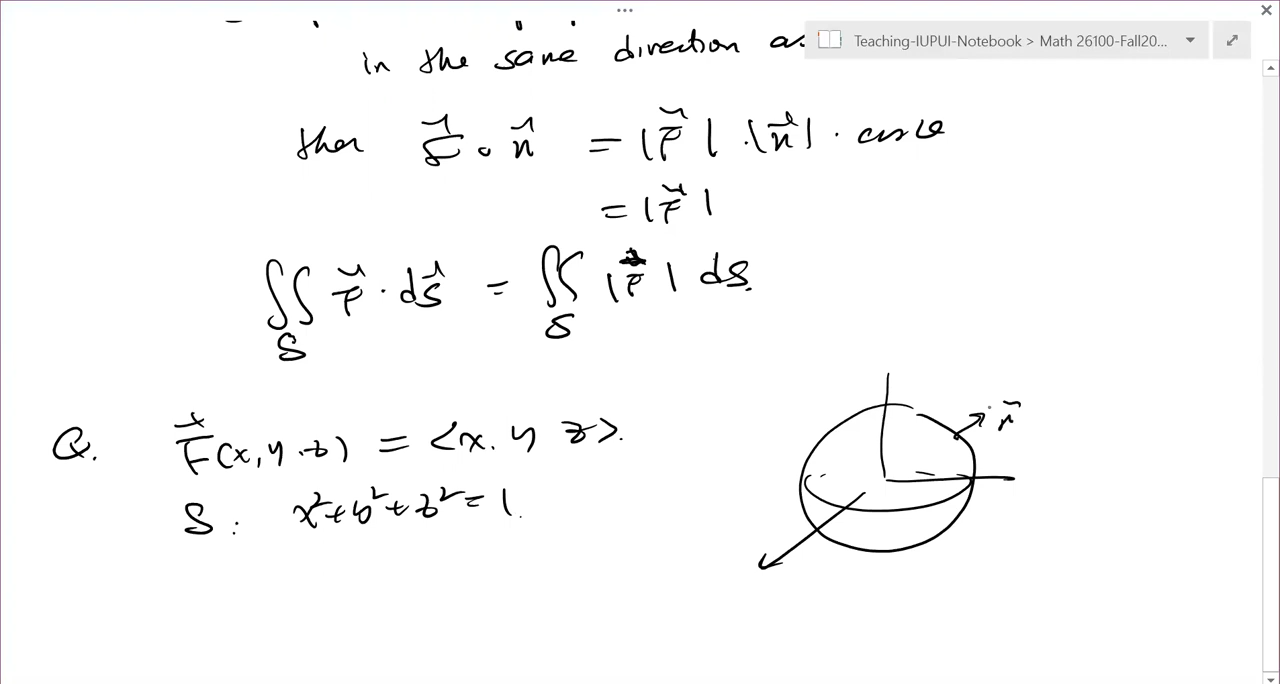 Teaching-IUPUI-Notebook > Math 26100-Fall20...
in the same direction as
then F⃗ · n⃗ = |F⃗| · |n⃗| · cos 0
= |F⃗|
∬_S F⃗ · dS⃗ = ∬_S |F⃗| dS.
Q. F⃗(x, y, z) = <x, y, z>.
n⃗
S: x²+y²+z²=1.